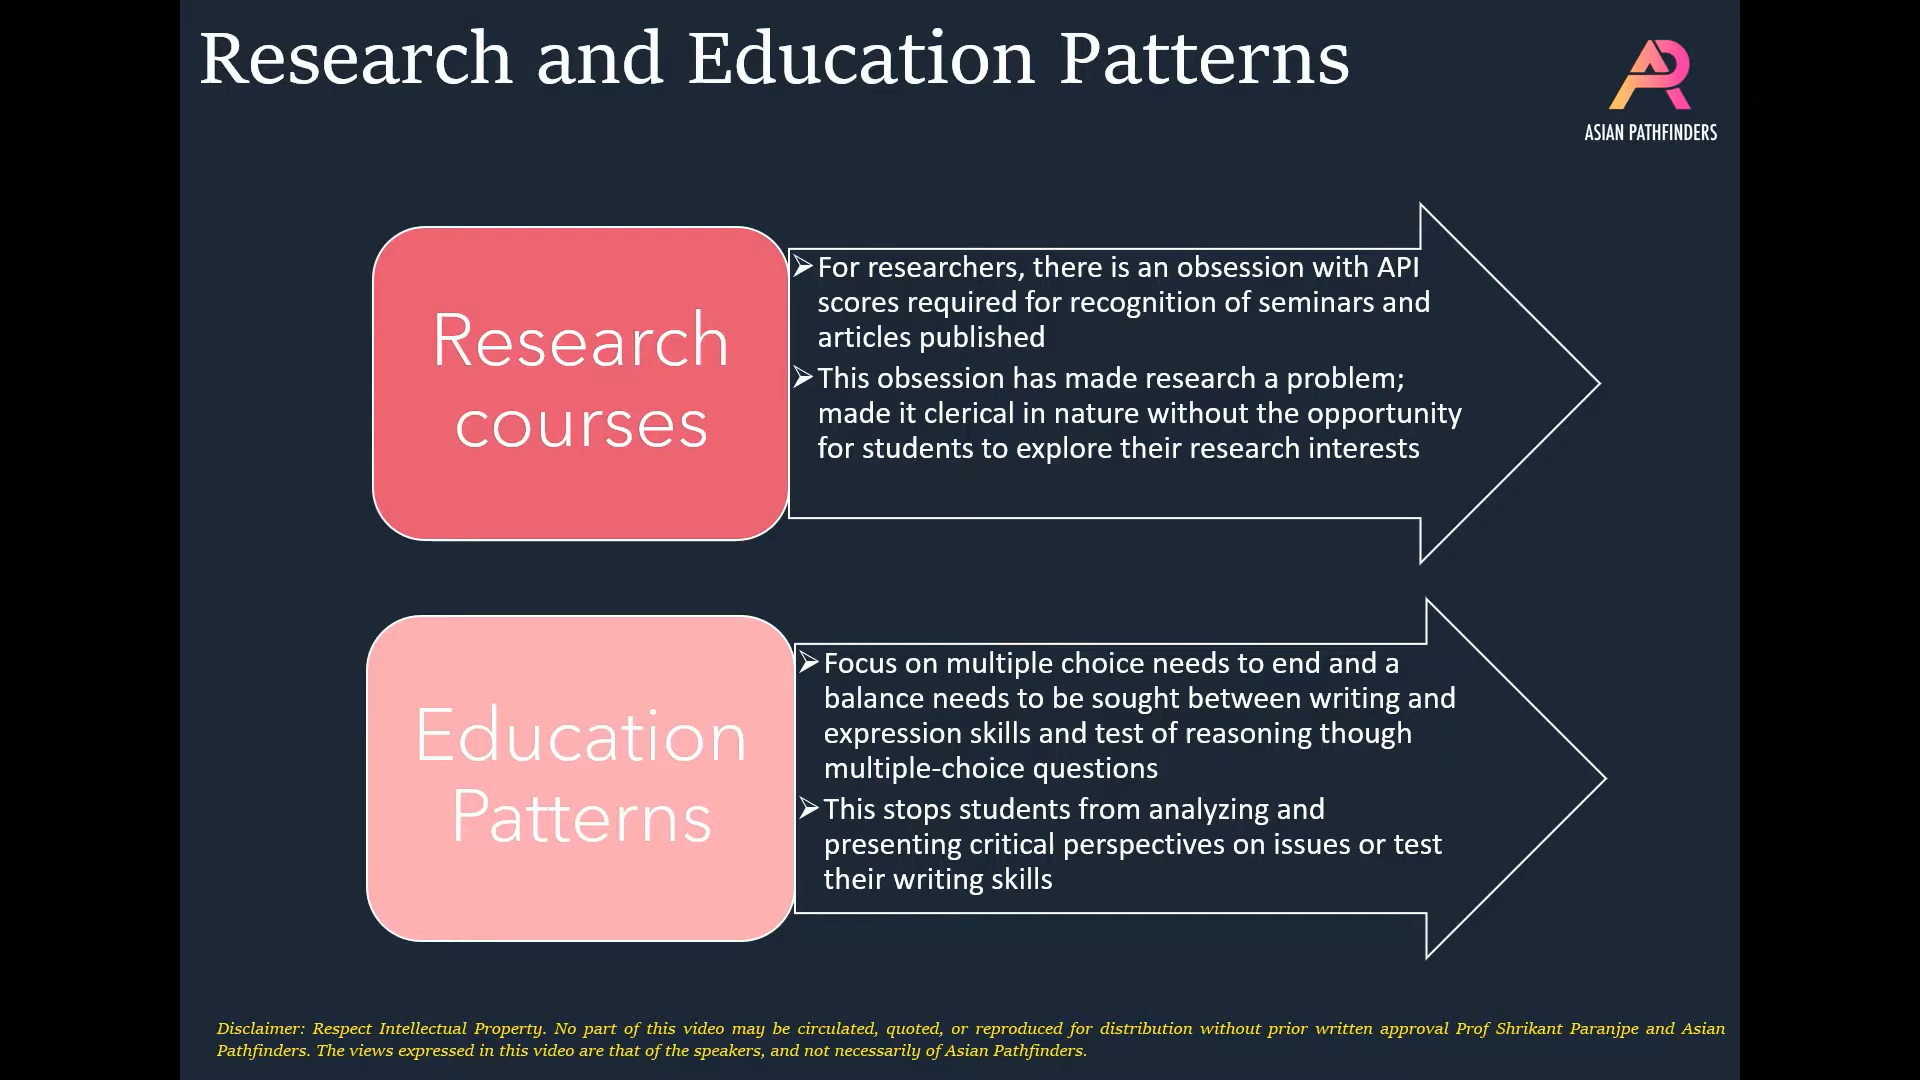 Research and Education Patterns
ASIAN PATHFINDERS
Research
courses
➢For researchers, there is an obsession with API
scores required for recognition of seminars and
articles published
➢This obsession has made research a problem;
made it clerical in nature without the opportunity
for students to explore their research interests
Education
Patterns
➢Focus on multiple choice needs to end and a
balance needs to be sought between writing and
expression skills and test of reasoning though
multiple-choice questions
➢This stops students from analyzing and
presenting critical perspectives on issues or test
their writing skills
Disclaimer: Respect Intellectual Property. No part of this video may be circulated, quoted, or reproduced for distribution without prior written approval Prof Shrikant Paranjpe and Asian
Pathfinders. The views expressed in this video are that of the speakers, and not necessarily of Asian Pathfinders.